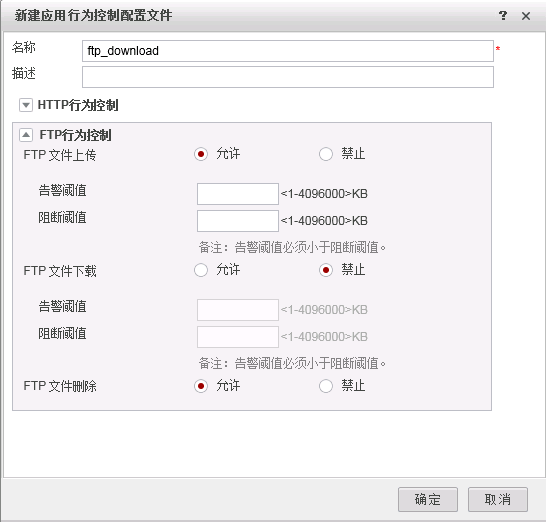 新建应用行为控制配置文件 ? ×
名称 ftp_download *
描述
HTTP行为控制
FTP行为控制
FTP 文件上传 允许 禁止
告警阈值 <1-4096000>KB
阻断阈值 <1-4096000>KB
备注：告警阈值必须小于阻断阈值。
FTP 文件下载 允许 禁止
告警阈值 <1-4096000>KB
阻断阈值 <1-4096000>KB
备注：告警阈值必须小于阻断阈值。
FTP 文件删除 允许 禁止
确定 取消